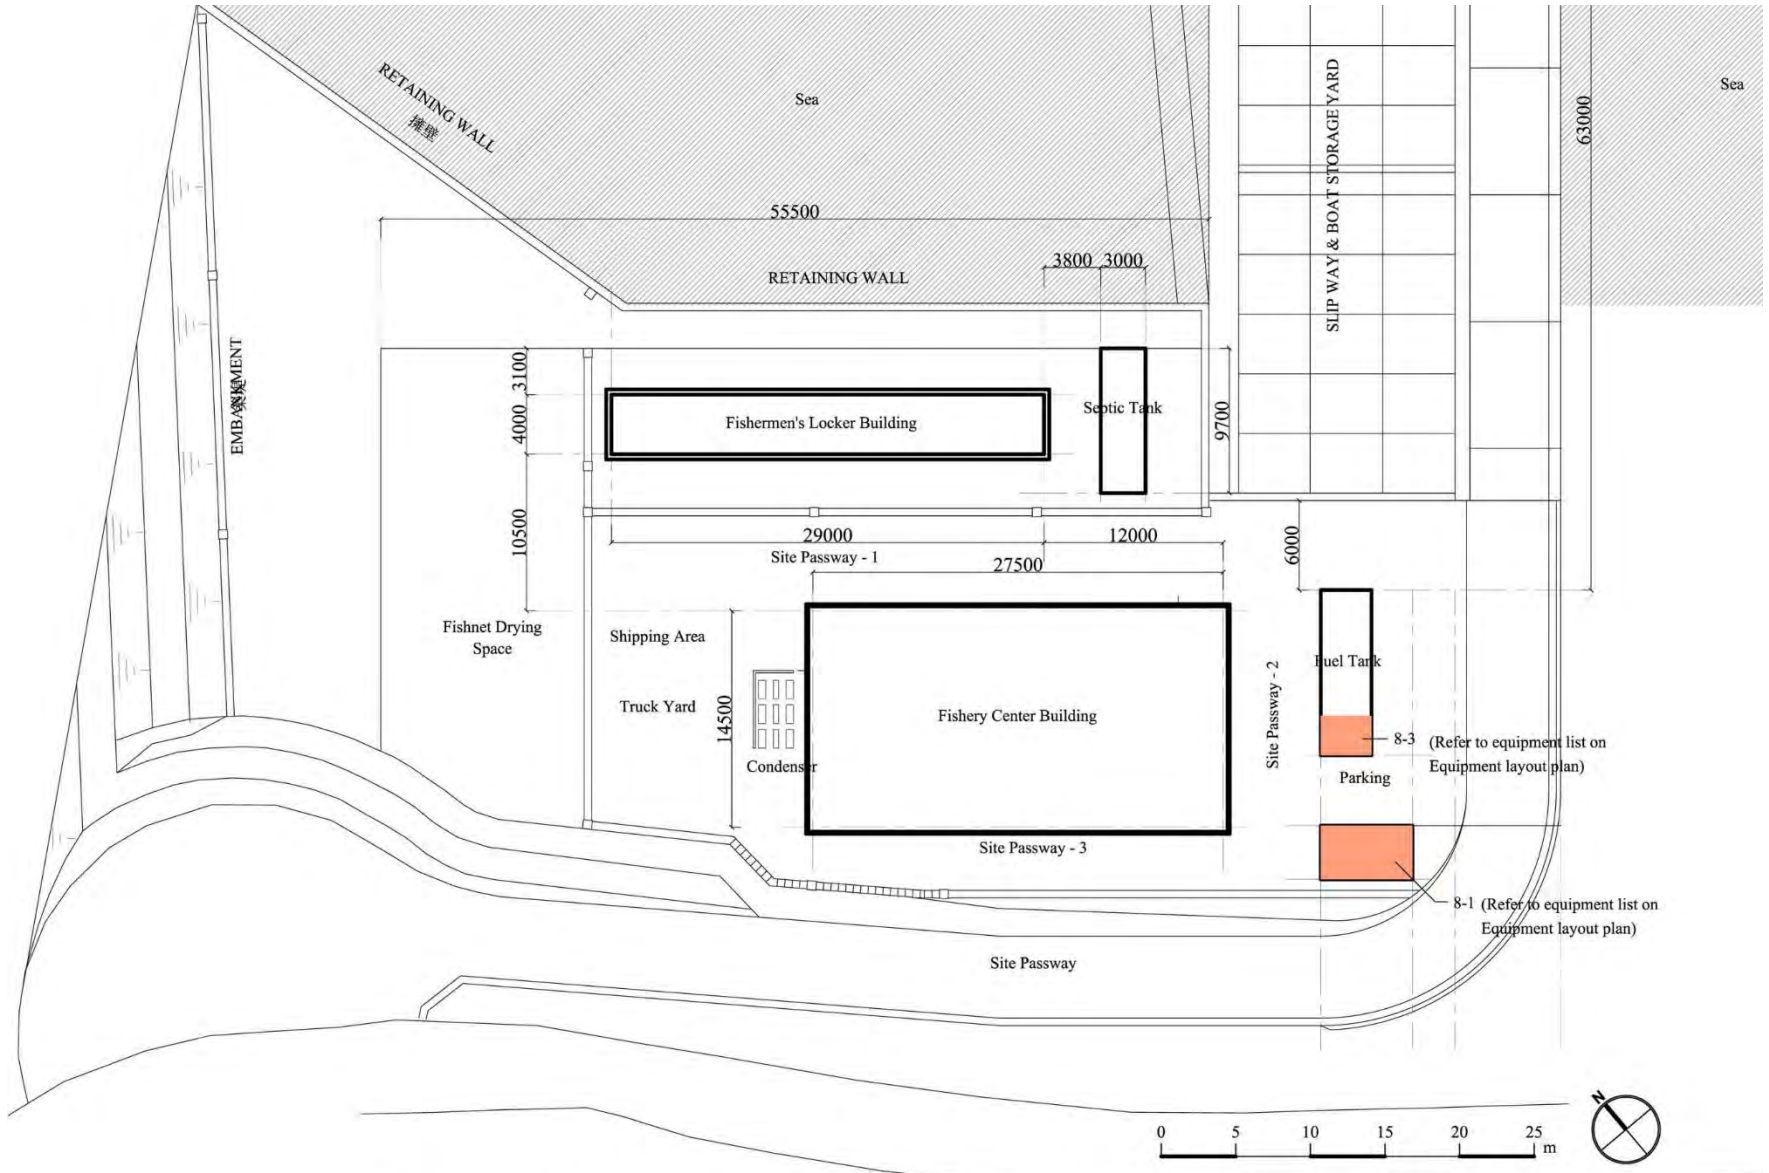 Sea
Sea
RETAINING WALL
擁壁
SLIP WAY & BOAT STORAGE YARD
63000
55500
3800
3000
RETAINING WALL
EMBANKMENT
3100
4000
10500
Fishermen's Locker Building
Septic Tank
9700
29000
12000
Site Passway - 1
27500
6000
Fishnet Drying
Space
Shipping Area
Truck Yard
14500
Condenser
Fishery Center Building
Site Passway - 2
Fuel Tank
8-3 (Refer to equipment list on
Equipment layout plan)
Parking
Site Passway - 3
8-1 (Refer to equipment list on
Equipment layout plan)
Site Passway
N
0 5 10 15 20 25
m